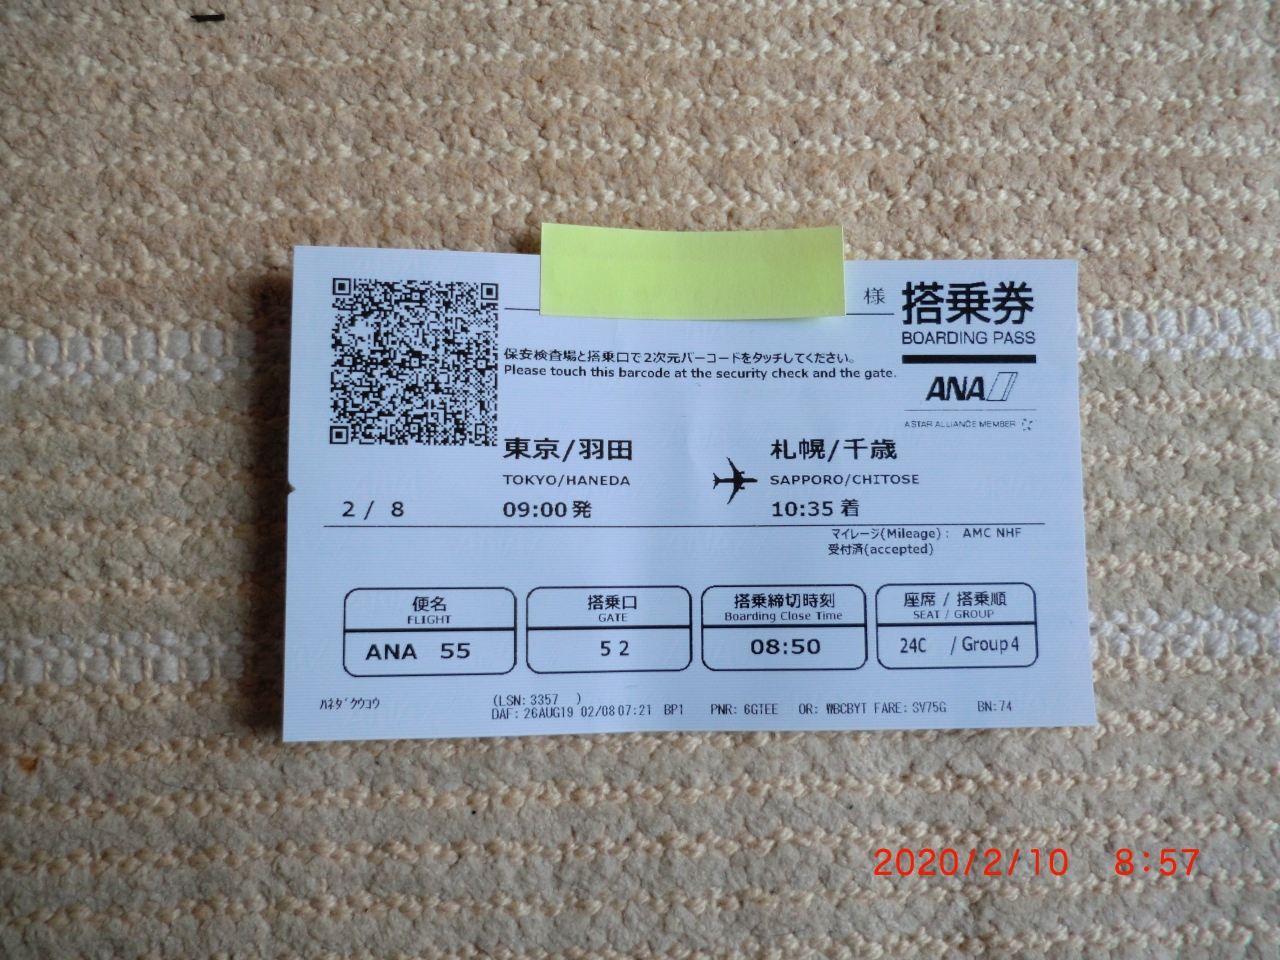 様
搭乗券
BOARDING PASS
保安検査場と搭乗口で2次元バーコードをタッチしてください。
Please touch this barcode at the security check and the gate.
ANA
A STAR ALLIANCE MEMBER
東京/羽田
札幌/千歳
TOKYO/HANEDA
SAPPORO/CHITOSE
2/ 8
09:00発
10:35着
マイレージ(Mileage): AMC NHF
受付済(accepted)
便名
FLIGHT
ANA 55
搭乗口
GATE
52
搭乗締切時刻
Boarding Close Time
08:50
座席 / 搭乗順
SEAT / GROUP
24C / Group4
ハネダクウコウ
(LSN:3357 )
DAF:26AUG19 02/08 07:21 BP1 PNR: 6GTEE OR: WBCBYT FARE:SV75G BN:74
2020/2/10 8:57